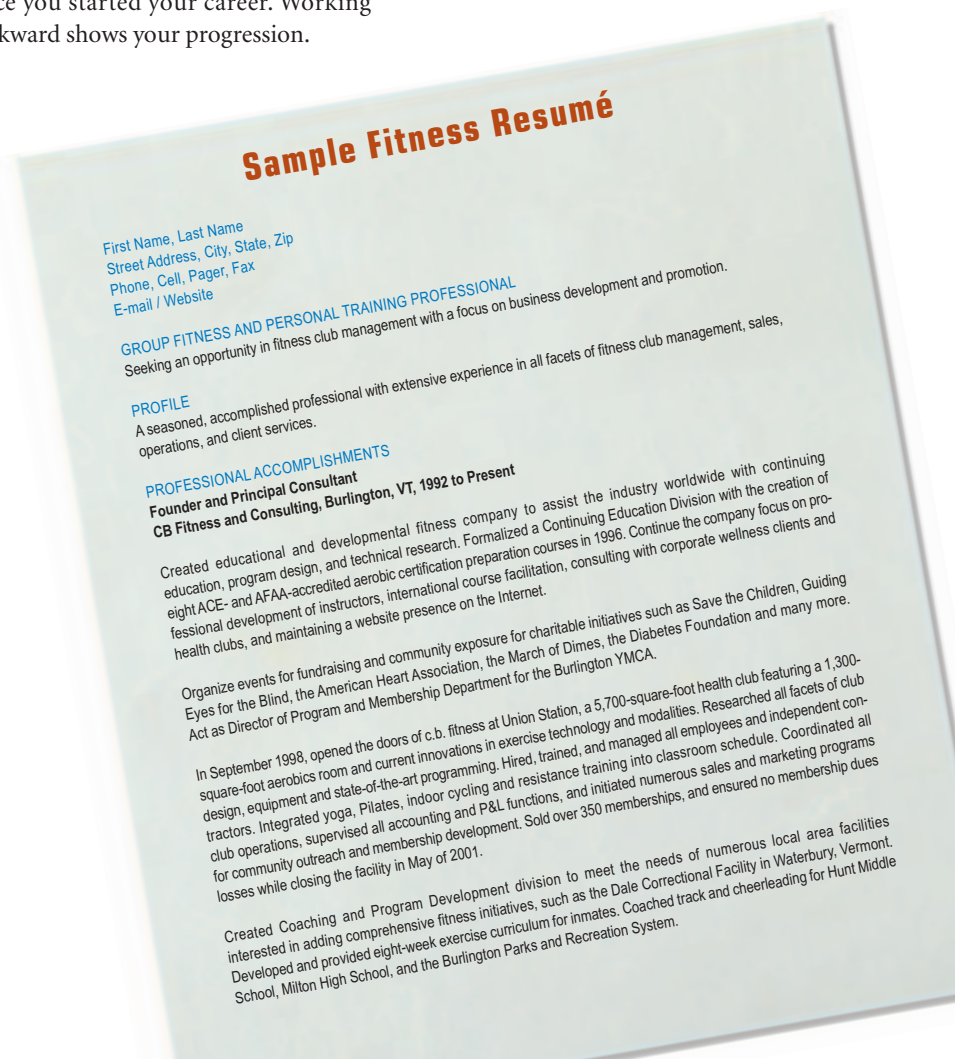 ce you started your career. Working
kward shows your progression.
Sample Fitness Resumé
First Name, Last Name
Street Address, City, State, Zip
Phone, Cell, Pager, Fax
E-mail / Website
GROUP FITNESS AND PERSONAL TRAINING PROFESSIONAL
Seeking an opportunity in fitness club management with a focus on business development and promotion.
PROFILE
A seasoned, accomplished professional with extensive experience in all facets of fitness club management, sales,
operations, and client services.
PROFESSIONAL ACCOMPLISHMENTS
Founder and Principal Consultant
CB Fitness and Consulting, Burlington, VT, 1992 to Present
Created educational and developmental fitness company to assist the industry worldwide with continuing
education, program design, and technical research. Formalized a Continuing Education Division with the creation of
eight ACE- and AFAA-accredited aerobic certification preparation courses in 1996. Continue the company focus on pro-
fessional development of instructors, international course facilitation, consulting with corporate wellness clients and
health clubs, and maintaining a website presence on the Internet.
Organize events for fundraising and community exposure for charitable initiatives such as Save the Children, Guiding
Eyes for the Blind, the American Heart Association, the March of Dimes, the Diabetes Foundation and many more.
Act as Director of Program and Membership Department for the Burlington YMCA.
In September 1998, opened the doors of c.b. fitness at Union Station, a 5,700-square-foot health club featuring a 1,300-
square-foot aerobics room and current innovations in exercise technology and modalities. Researched all facets of club
design, equipment and state-of-the-art programming. Hired, trained, and managed all employees and independent con-
tractors. Integrated yoga, Pilates, indoor cycling and resistance training into classroom schedule. Coordinated all
club operations, supervised all accounting and P&L functions, and initiated numerous sales and marketing programs
for community outreach and membership development. Sold over 350 memberships, and ensured no membership dues
losses while closing the facility in May of 2001.
Created Coaching and Program Development division to meet the needs of numerous local area facilities
interested in adding comprehensive fitness initiatives, such as the Dale Correctional Facility in Waterbury, Vermont.
Developed and provided eight-week exercise curriculum for inmates. Coached track and cheerleading for Hunt Middle
School, Milton High School, and the Burlington Parks and Recreation System.